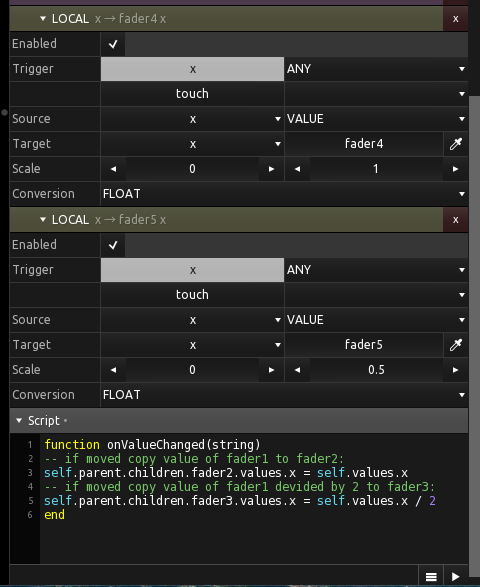 LOCAL x → fader4 x x
Enabled ✓
Trigger x ANY
touch
Source x VALUE
Target x fader4
Scale 0 1
Conversion FLOAT
LOCAL x → fader5 x x
Enabled ✓
Trigger x ANY
touch
Source x VALUE
Target x fader5
Scale 0 0.5
Conversion FLOAT
Script •
1 function onValueChanged(string)
2 -- if moved copy value of fader1 to fader2:
3 self.parent.children.fader2.values.x = self.values.x
4 -- if moved copy value of fader1 devided by 2 to fader3:
5 self.parent.children.fader3.values.x = self.values.x / 2
6 end